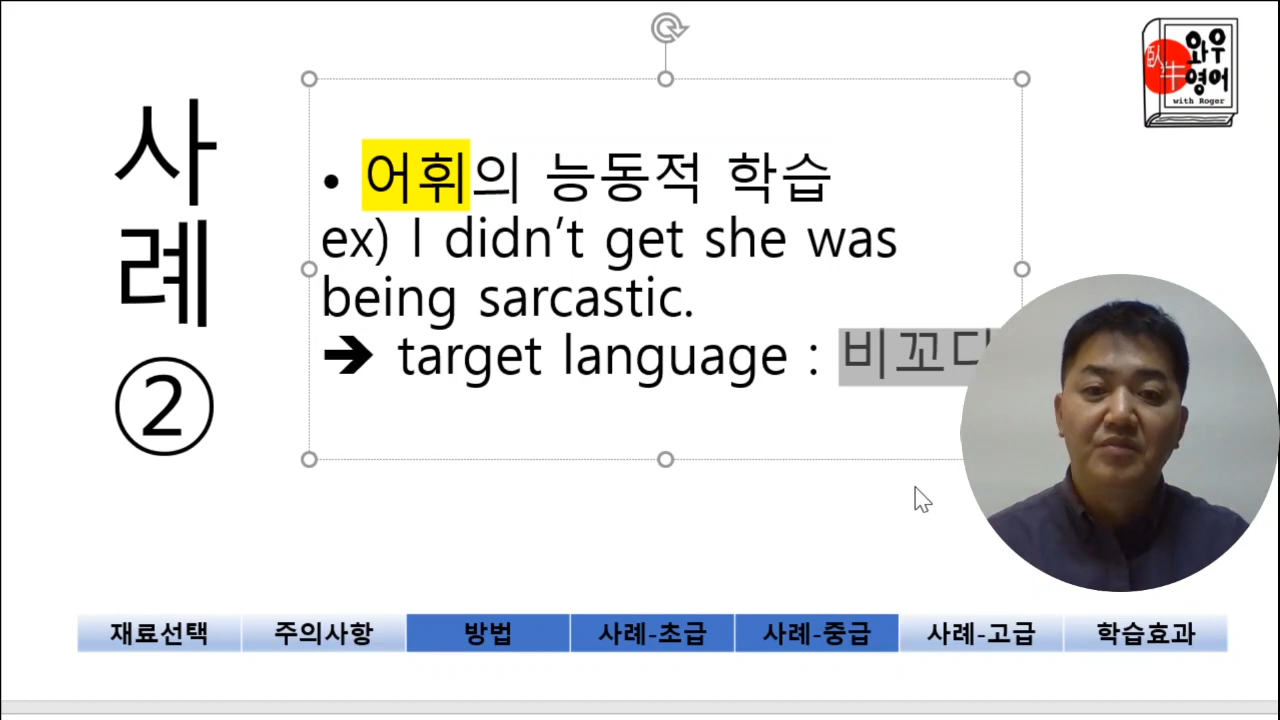 사
례
②
• 어휘의 능동적 학습
ex) I didn’t get she was
being sarcastic.
➔ target language : 비꼬다
臥牛
와우
영어
with Roger
재료선택 주의사항 방법 사례-초급 사례-중급 사례-고급 학습효과